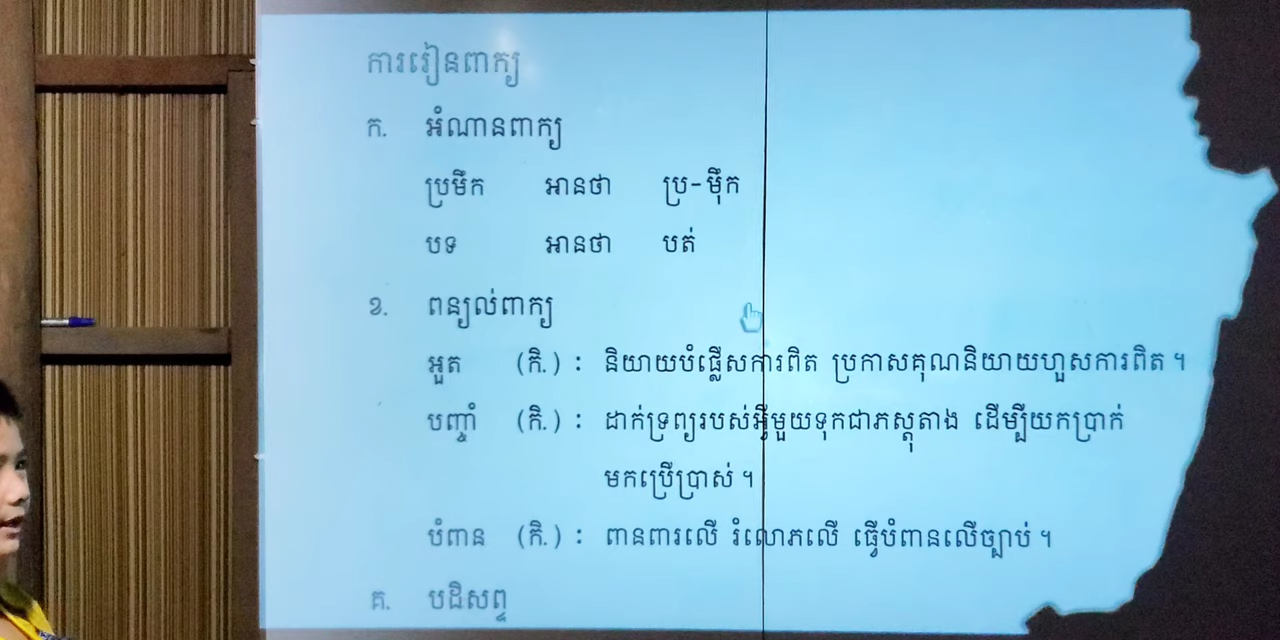 ការរៀនពាក្យ
ក. អំណានពាក្យ
ប្រមឹក អានថា ប្រ-ម៉ឹក
បទ អានថា បត់
ខ. ពន្យល់ពាក្យ
អួត (កិ.) ៖ និយាយបំផ្លើសការពិត ប្រកាសគុណនិយាយហួសការពិត ។
បញ្ចាំ (កិ.) ៖ ដាក់ទ្រព្យរបស់អ្វីមួយទុកជាភស្តុតាង ដើម្បីយកប្រាក់
មកប្រើប្រាស់ ។
បំពាន (កិ.) ៖ ពានពារលើ រំលោភលើ ធ្វើបំពានលើច្បាប់ ។
គ. បដិសព្ទ